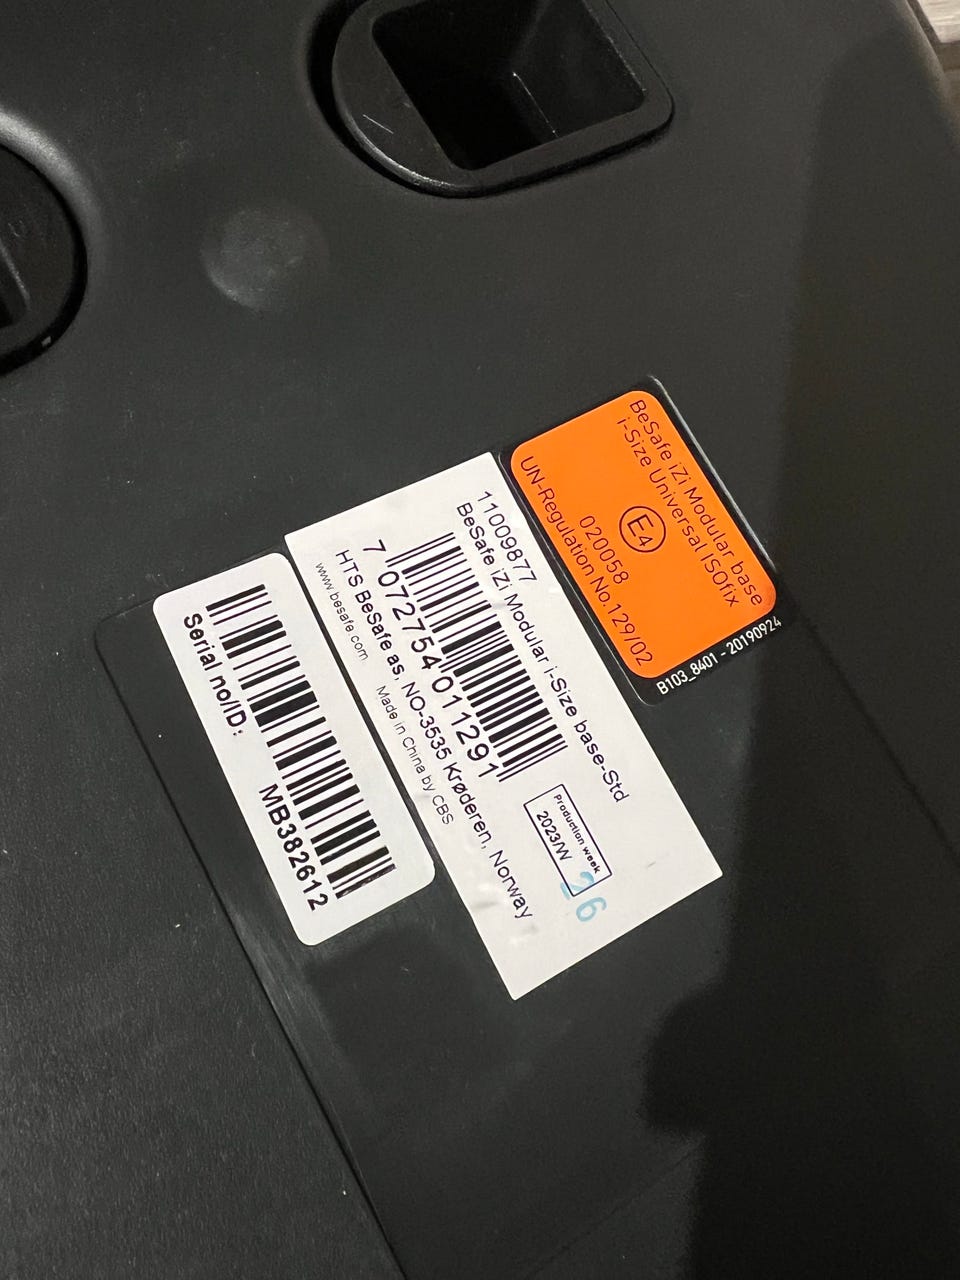 BeSafe iZi Modular base
i-Size Universal ISOfix
E4
020058
UN-Regulation No.129/02
B103_8401 - 20190924
11009877
BeSafe iZi Modular i-Size base-Std
7 072754 011291
Production week
2023/W 26
HTS BeSafe as, NO-3535 Krøderen, Norway
www.besafe.com Made in China by CBS
Serial no/ID: MB382612